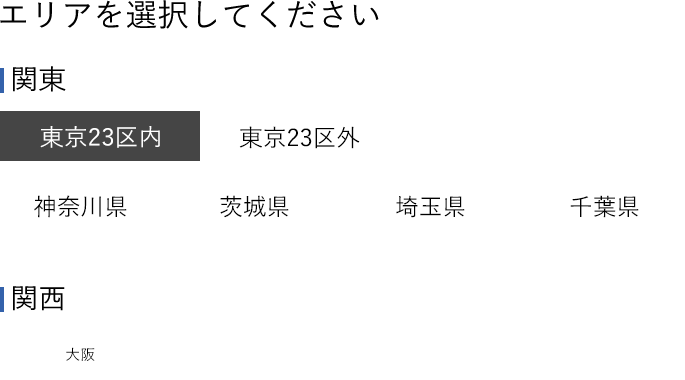 エリアを選択してください
関東
東京23区内 東京23区外
神奈川県 茨城県 埼玉県 千葉県
関西
大阪